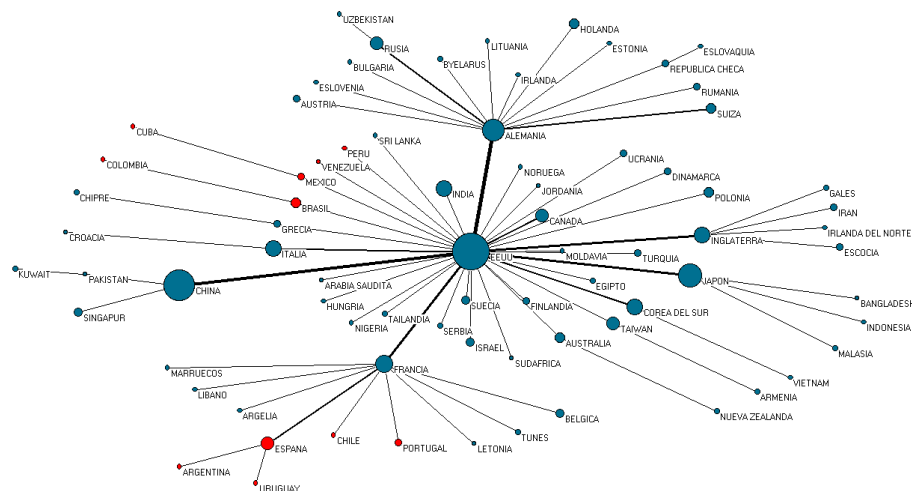 UZBEKISTAN
HOLANDA
RUSIA
LITUANIA
ESTONIA
ESLOVAQUIA
BULGARIA
BYELARUS
REPUBLICA CHECA
IRLANDA
ESLOVENIA
RUMANIA
AUSTRIA
SUIZA
ALEMANIA
CUBA
SRI LANKA
PERU
UCRANIA
COLOMBIA
VENEZUELA
NORUEGA
DINAMARCA
MEXICO
JORDANIA
INDIA
GALES
CHIPRE
POLONIA
BRASIL
IRAN
CANADA
GRECIA
IRLANDA DEL NORTE
CROACIA
INGLATERRA
ITALIA
ESCOCIA
EEUU
MOLDAVIA
TURQUIA
KUWAIT
PAKISTAN
JAPON
CHINA
ARABIA SAUDITA
EGIPTO
BANGLADESH
HUNGRIA
SUECIA
FINLANDIA
SINGAPUR
COREA DEL SUR
TAILANDIA
NIGERIA
INDONESIA
SERBIA
TAIWAN
ISRAEL
AUSTRALIA
MALASIA
SUDAFRICA
MARRUECOS
FRANCIA
VIETNAM
LIBANO
ARMENIA
ARGELIA
BELGICA
NUEVA ZEALANDA
TUNES
ESPANA
CHILE
PORTUGAL
LETONIA
ARGENTINA
URUGUAY